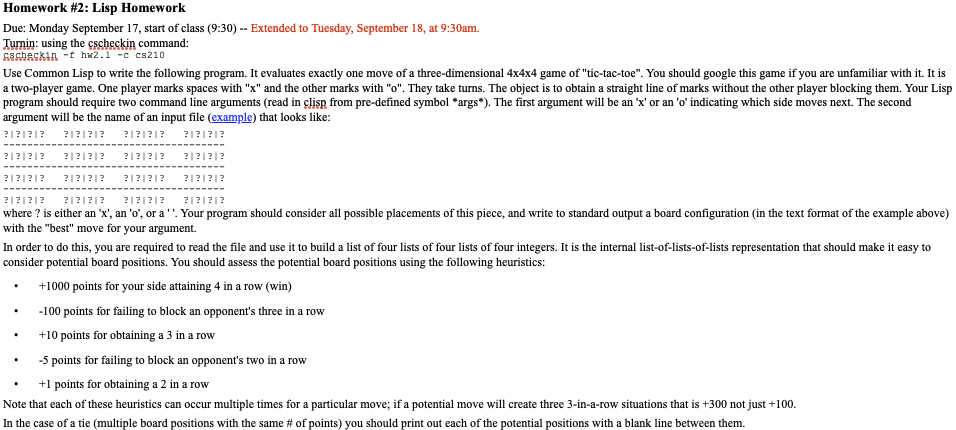 Homework #2: Lisp Homework
Due: Monday September 17, start of class (9:30) -- Extended to Tuesday, September 18, at 9:30am.
Turnin: using the cscheckin command:
cscheckin -f hw2.l -c cs210
Use Common Lisp to write the following program. It evaluates exactly one move of a three-dimensional 4x4x4 game of "tic-tac-toe". You should google this game if you are unfamiliar with it. It is
a two-player game. One player marks spaces with "x" and the other marks with "o". They take turns. The object is to obtain a straight line of marks without the other player blocking them. Your Lisp
program should require two command line arguments (read in clisp from pre-defined symbol *args*). The first argument will be an 'x' or an 'o' indicating which side moves next. The second
argument will be the name of an input file (example) that looks like:
?|?|?|? ?|?|?|? ?|?|?|? ?|?|?|?
-------------------------------------
?|?|?|? ?|?|?|? ?|?|?|? ?|?|?|?
-------------------------------------
?|?|?|? ?|?|?|? ?|?|?|? ?|?|?|?
-------------------------------------
?|?|?|? ?|?|?|? ?|?|?|? ?|?|?|?
where ? is either an 'x', an 'o', or a ' '. Your program should consider all possible placements of this piece, and write to standard output a board configuration (in the text format of the example above)
with the "best" move for your argument.
In order to do this, you are required to read the file and use it to build a list of four lists of four lists of four integers. It is the internal list-of-lists-of-lists representation that should make it easy to
consider potential board positions. You should assess the potential board positions using the following heuristics:
• +1000 points for your side attaining 4 in a row (win)
• -100 points for failing to block an opponent's three in a row
• +10 points for obtaining a 3 in a row
• -5 points for failing to block an opponent's two in a row
• +1 points for obtaining a 2 in a row
Note that each of these heuristics can occur multiple times for a particular move; if a potential move will create three 3-in-a-row situations that is +300 not just +100.
In the case of a tie (multiple board positions with the same # of points) you should print out each of the potential positions with a blank line between them.